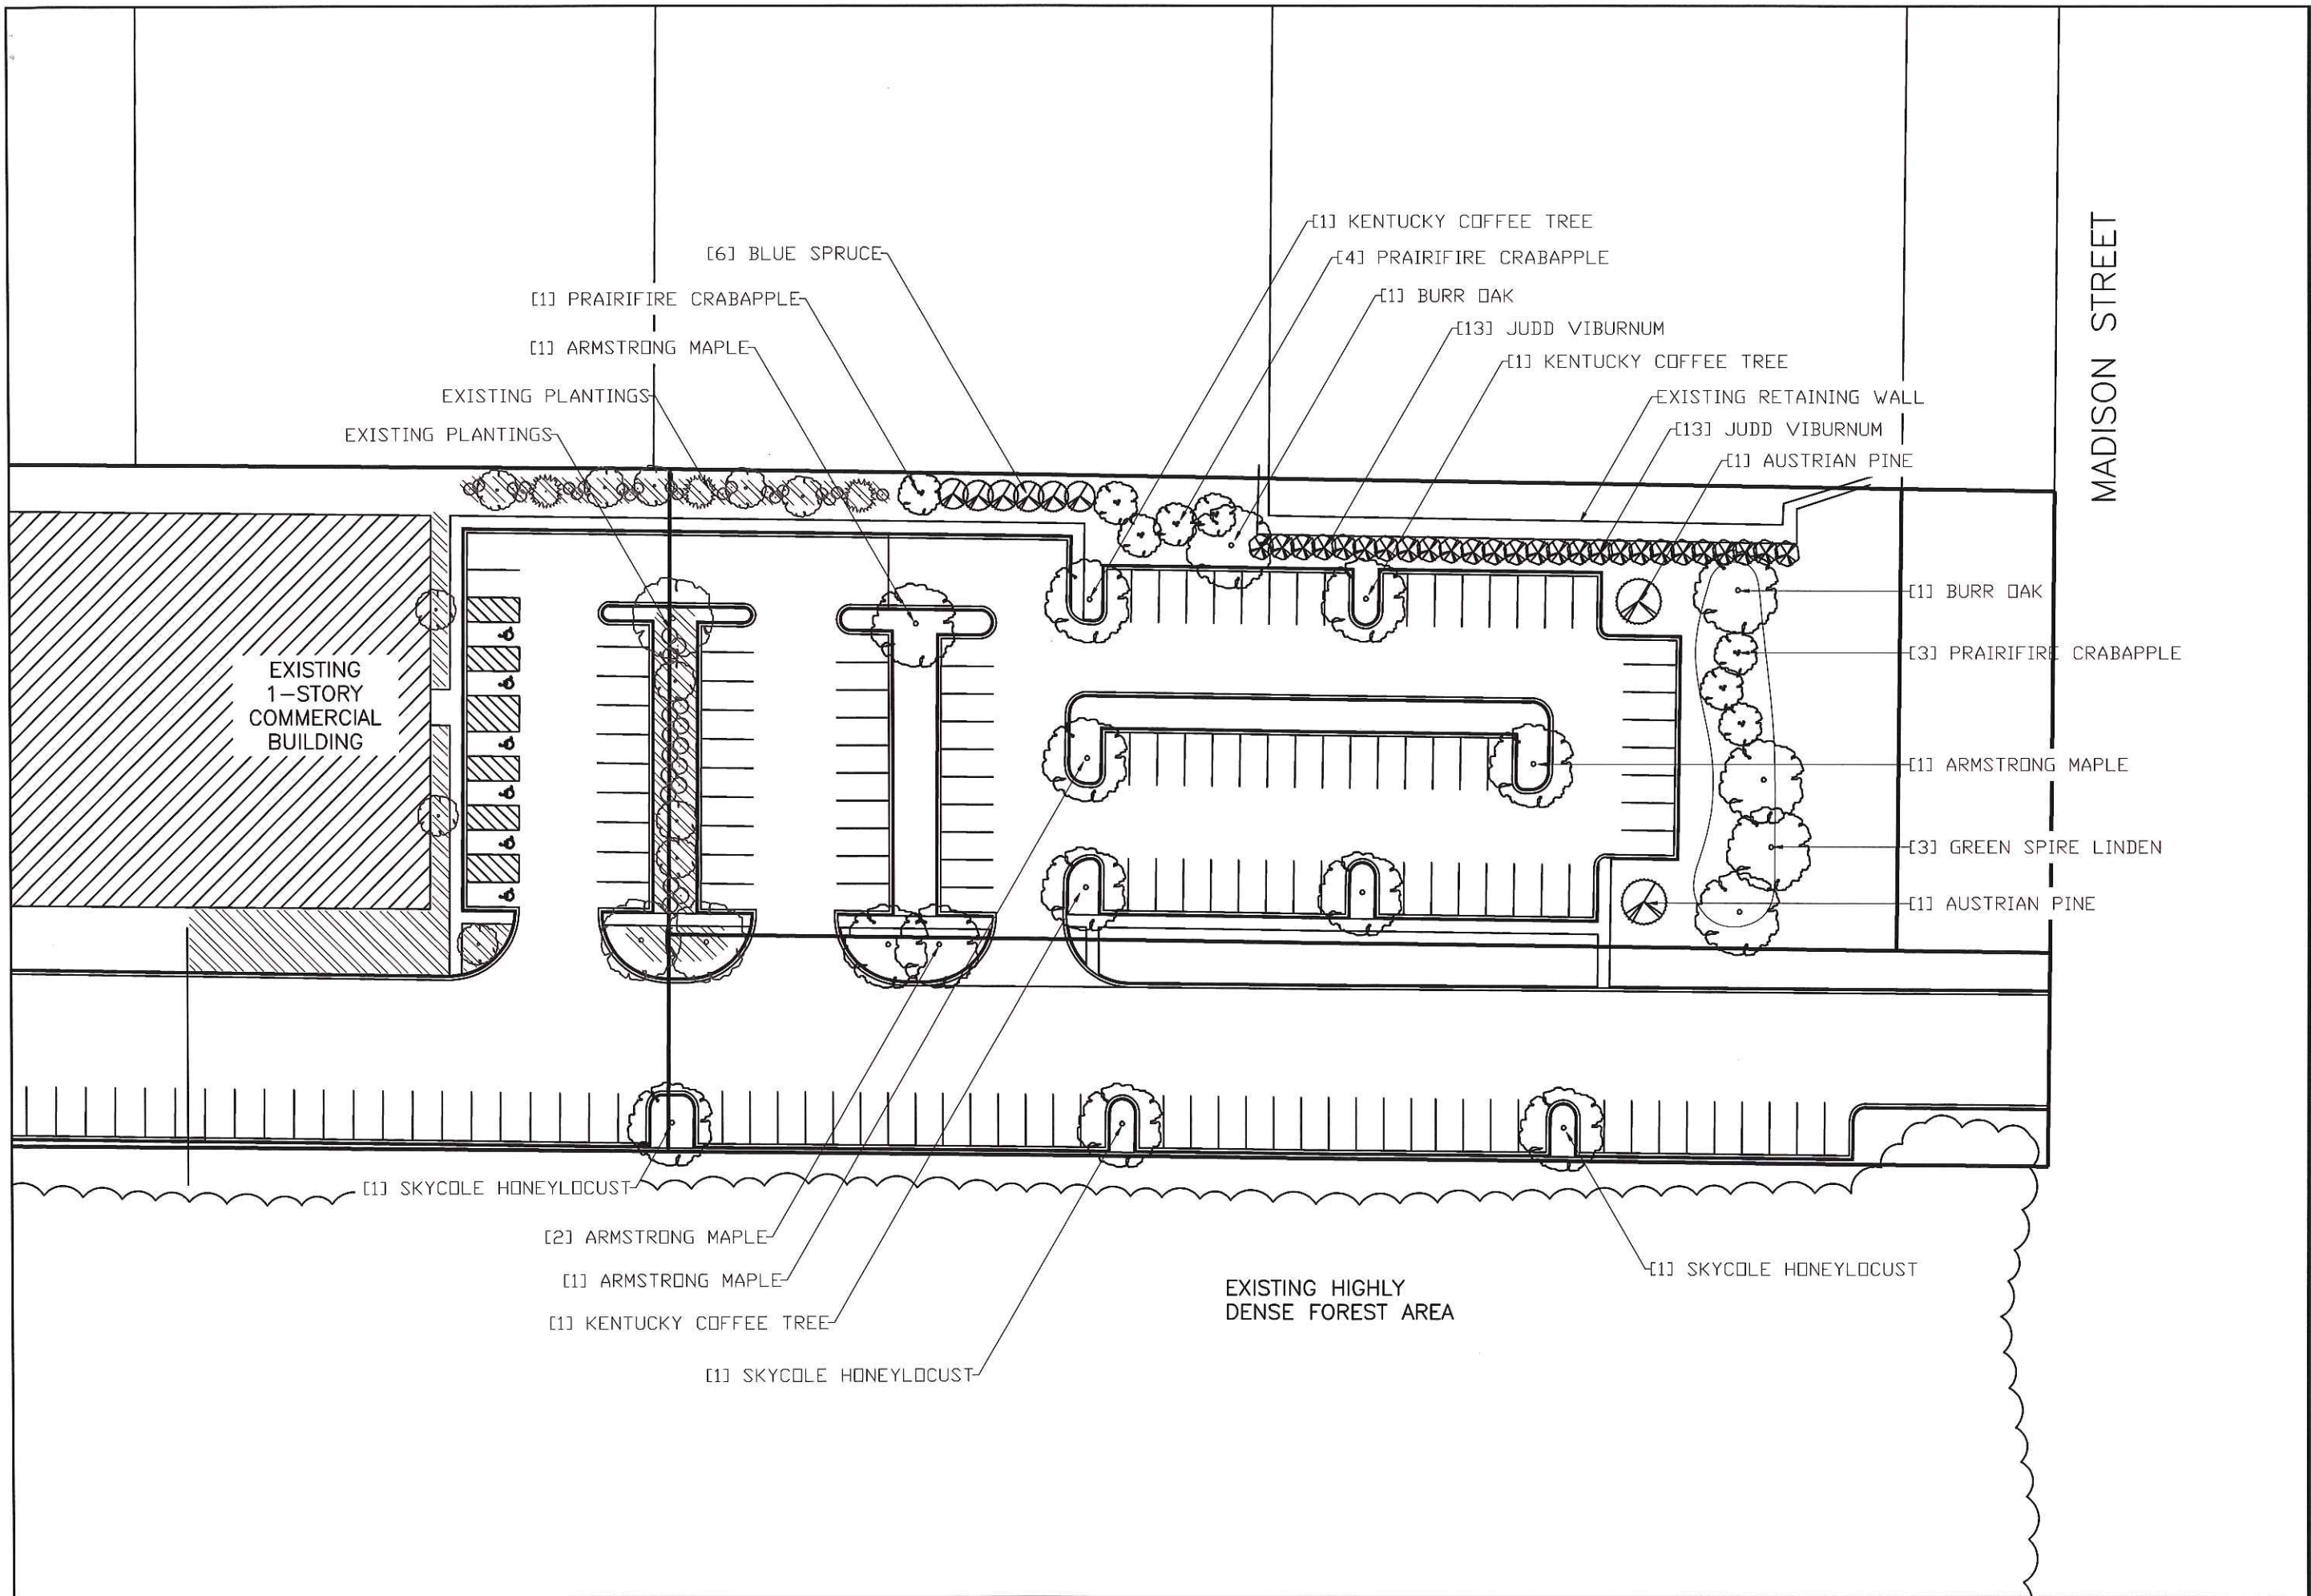 [1] KENTUCKY COFFEE TREE
[6] BLUE SPRUCE
[4] PRAIRIFIRE CRABAPPLE
[1] PRAIRIFIRE CRABAPPLE
[1] BURR OAK
[13] JUDD VIBURNUM
[1] ARMSTRONG MAPLE
[1] KENTUCKY COFFEE TREE
EXISTING PLANTINGS
EXISTING RETAINING WALL
EXISTING PLANTINGS
[13] JUDD VIBURNUM
[1] AUSTRIAN PINE
MADISON STREET
[1] BURR OAK
[3] PRAIRIFIRE CRABAPPLE
EXISTING
1-STORY
COMMERCIAL
BUILDING
[1] ARMSTRONG MAPLE
[3] GREEN SPIRE LINDEN
[1] AUSTRIAN PINE
[1] SKYCOLE HONEYLOCUST
[2] ARMSTRONG MAPLE
[1] ARMSTRONG MAPLE
[1] KENTUCKY COFFEE TREE
[1] SKYCOLE HONEYLOCUST
[1] SKYCOLE HONEYLOCUST
EXISTING HIGHLY
DENSE FOREST AREA